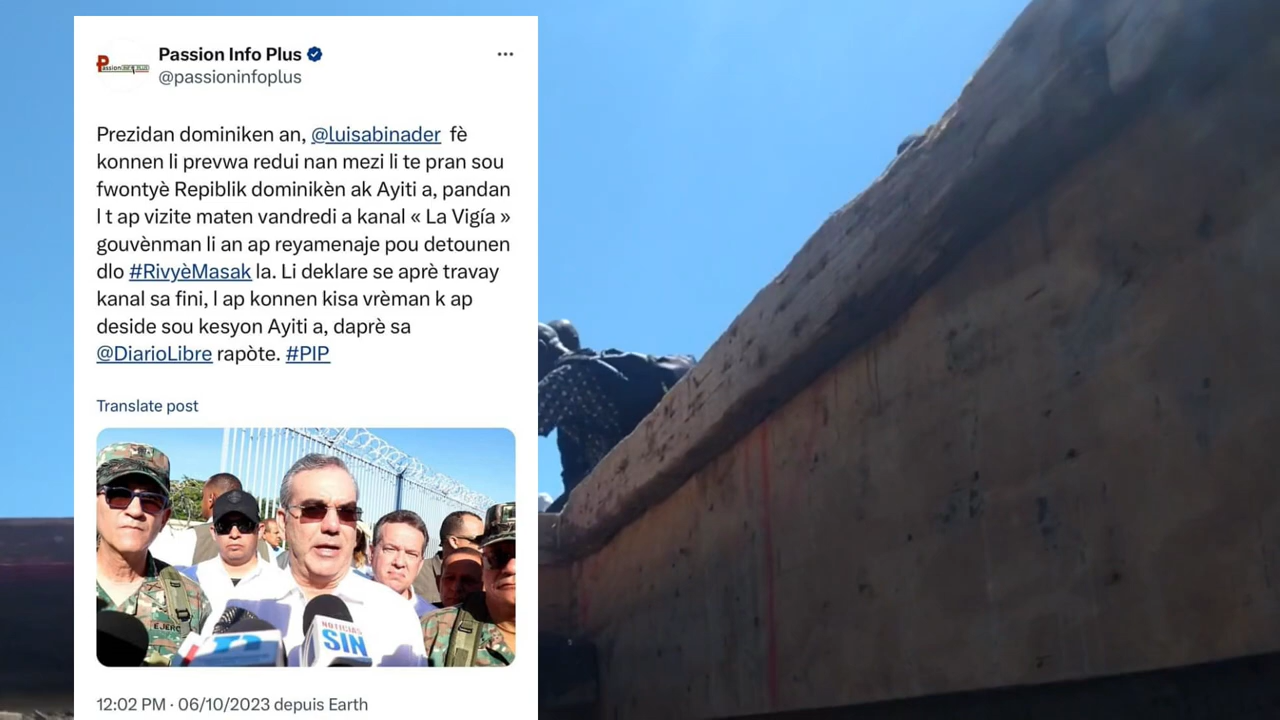 Passion Info Plus
@passioninfoplus
Prezidan dominiken an, @luisabinader fè
konnen li prevwa redui nan mezi li te pran sou
fwontyè Repiblik dominikèn ak Ayiti a, pandan
l t ap vizite maten vandredi a kanal « La Vigía »
gouvènman li an ap reyamenaje pou detounen
dlo #RivyèMasak la. Li deklare se aprè travay
kanal sa fini, l ap konnen kisa vrèman k ap
deside sou kesyon Ayiti a, daprè sa
@DiarioLibre rapòte. #PIP
Translate post
EJERC
NOTICIAS
SIN
12:02 PM · 06/10/2023 depuis Earth